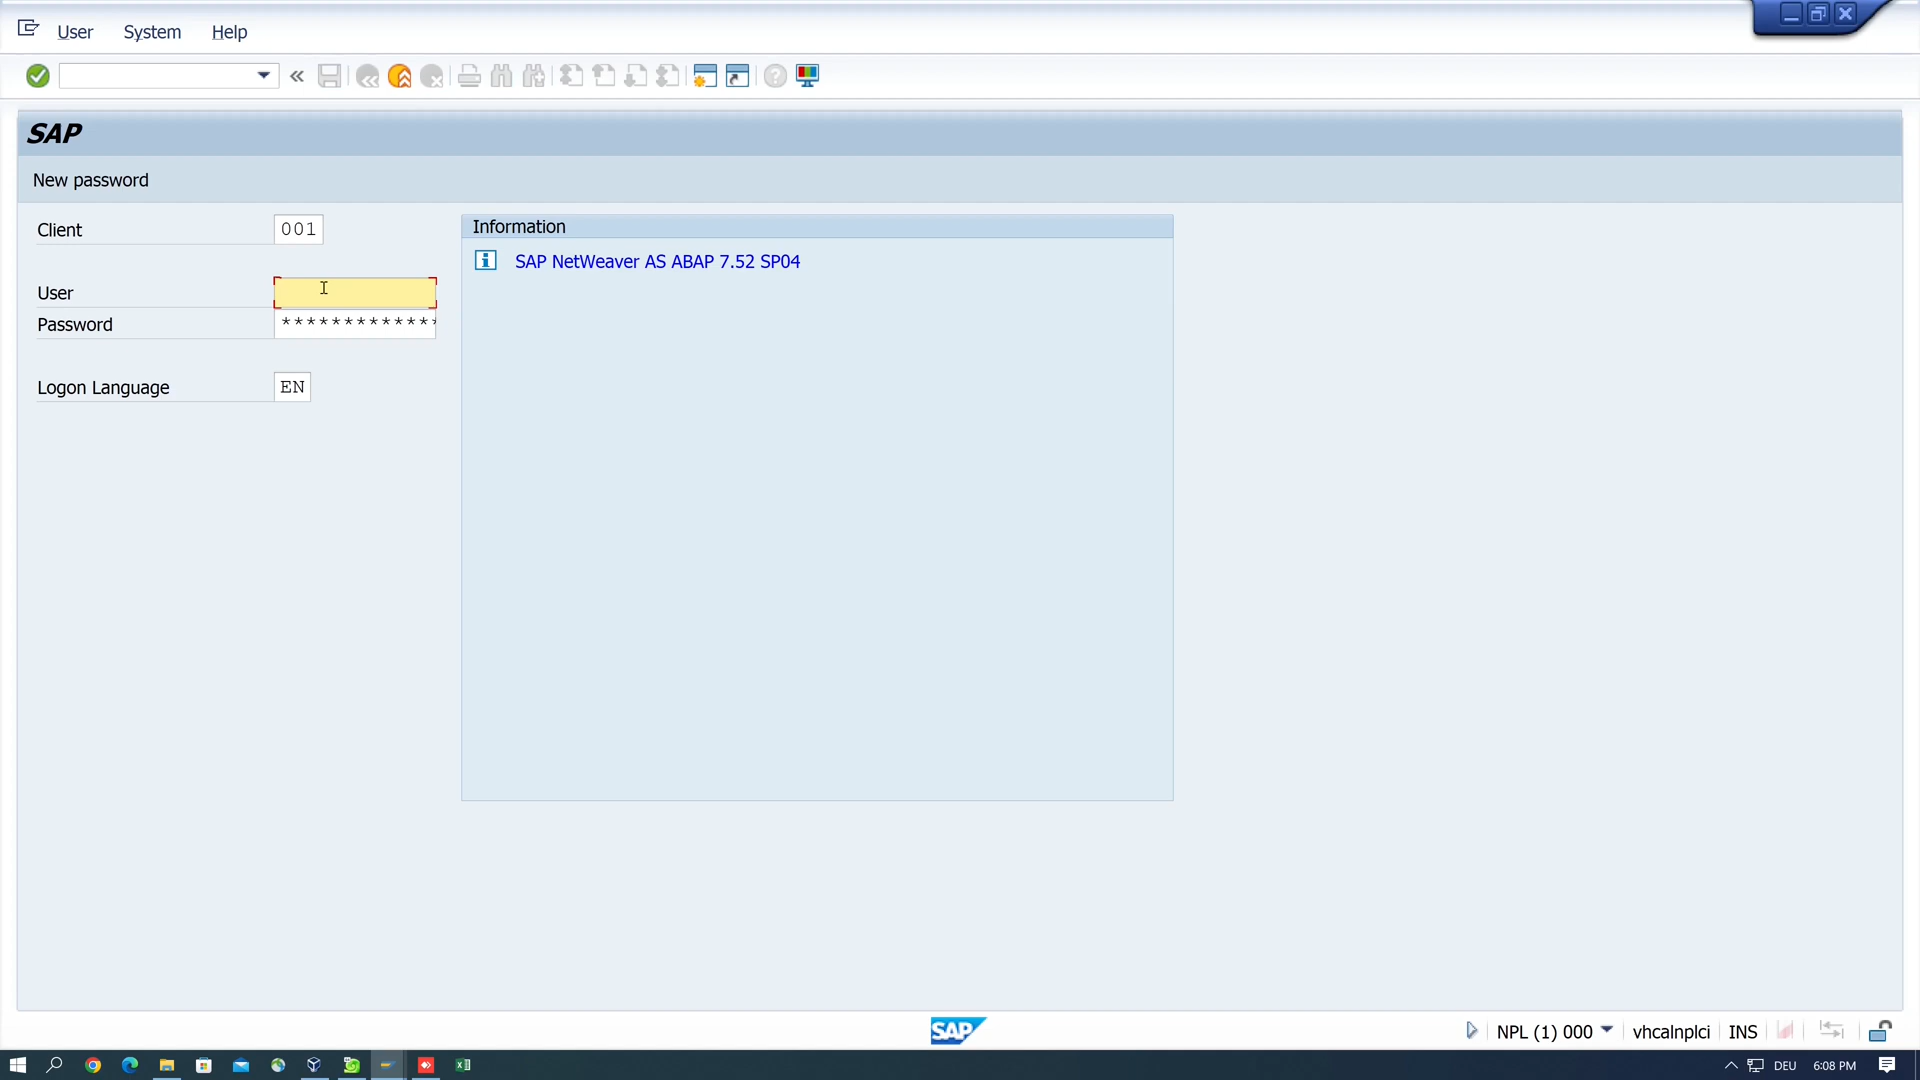 User System Help
SAP
New password
Client 001
User
Password *************
Logon Language EN
Information
SAP NetWeaver AS ABAP 7.52 SP04
SAP
NPL (1) 000 vhcalnplci INS
DEU 6:08 PM